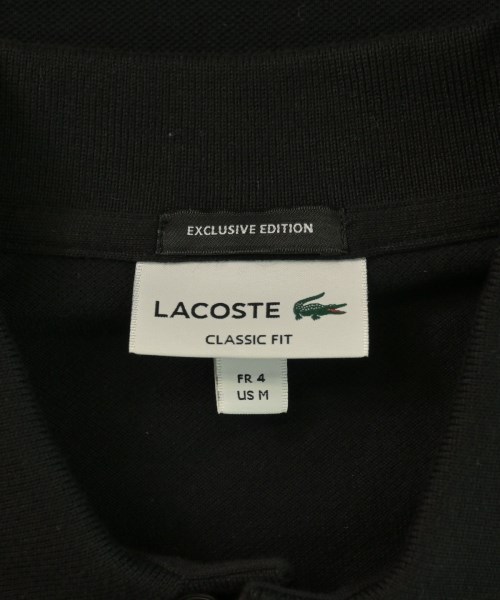 EXCLUSIVE EDITION
LACOSTE
CLASSIC FIT
FR 4
US M